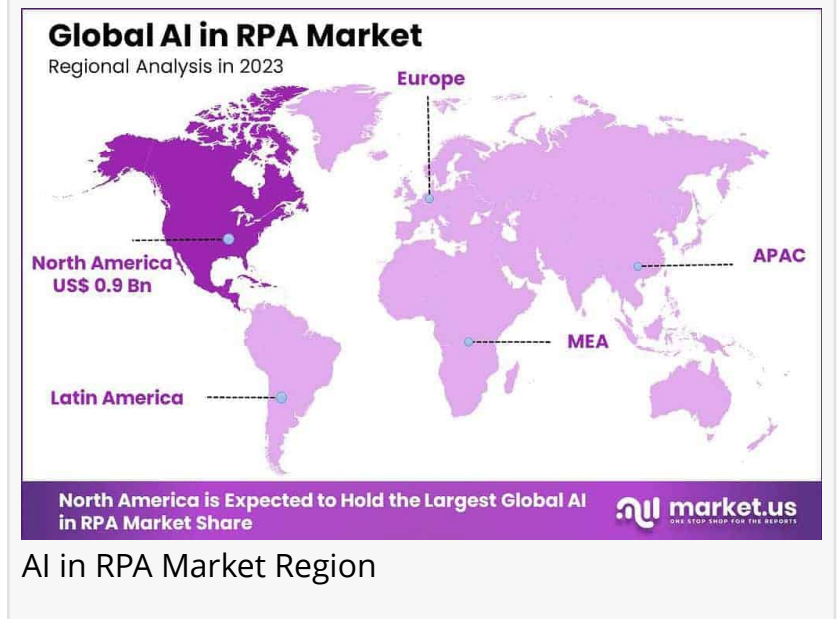 Global AI in RPA Market
Regional Analysis in 2023
Europe
North America
US$ 0.9 Bn
APAC
MEA
Latin America
North America is Expected to Hold the Largest Global AI
in RPA Market Share
market.us
ONE STOP SHOP FOR THE REPORTS
AI in RPA Market Region